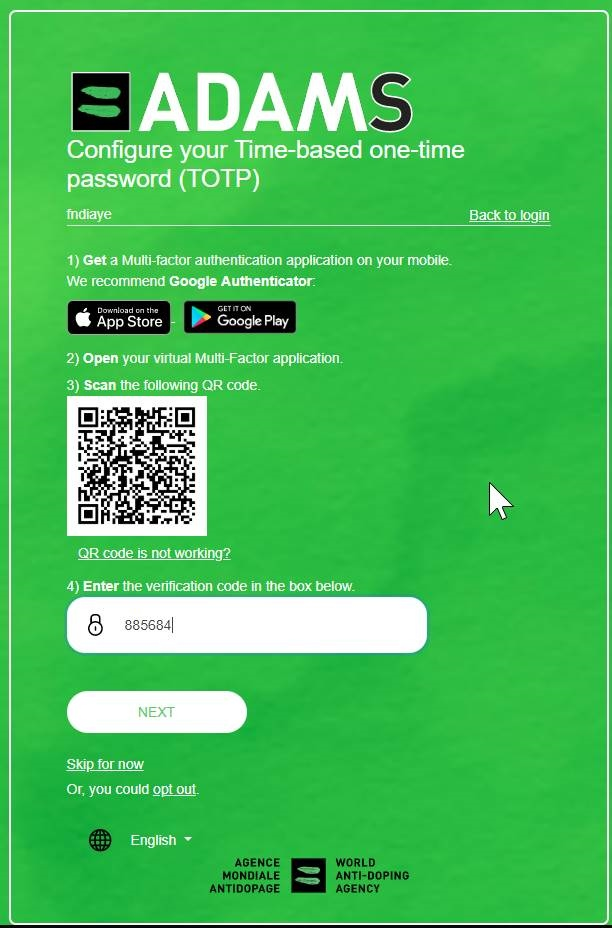 ADAMS
Configure your Time-based one-time
password (TOTP)
fndiaye
Back to login
1) Get a Multi-factor authentication application on your mobile.
We recommend Google Authenticator:
Download on the
App Store
GET IT ON
Google Play
2) Open your virtual Multi-Factor application.
3) Scan the following QR code.
QR code is not working?
4) Enter the verification code in the box below.
885684
NEXT
Skip for now
Or, you could opt out.
English
AGENCE
MONDIALE
ANTIDOPAGE
WORLD
ANTI-DOPING
AGENCY